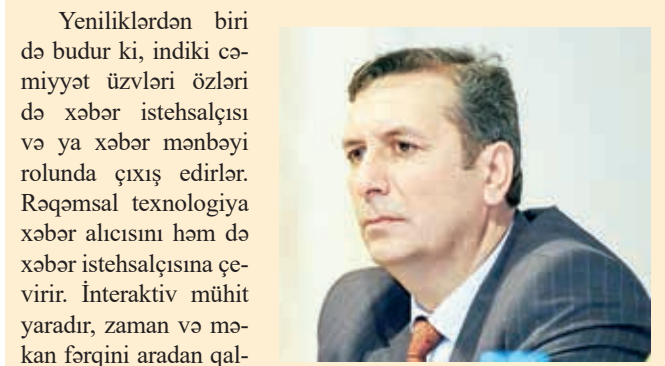 Yeniliklərdən biri
də budur ki, indiki cə-
miyyət üzvləri özləri
də xəbər istehsalçısı
və ya xəbər mənbəyi
rolunda çıxış edirlər.
Rəqəmsal texnologiya
xəbər alıcısını həm də
xəbər istehsalçısına çe-
virir. İnteraktiv mühit
yaradır, zaman və mə-
kan fərqini aradan qal-